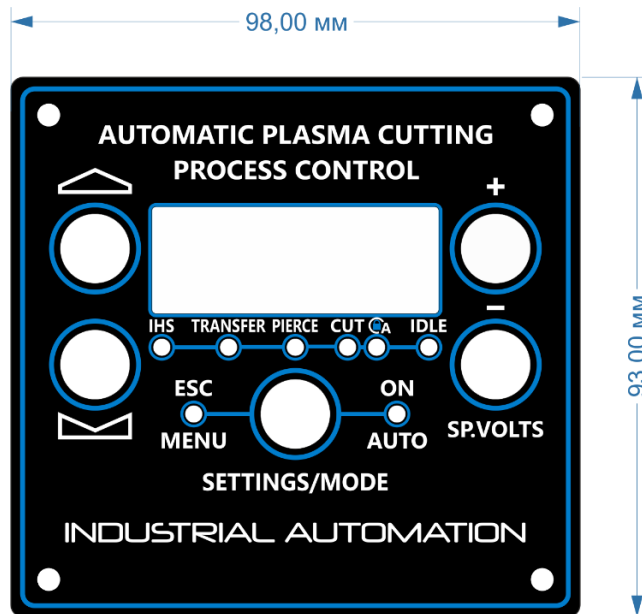 98,00 мм
AUTOMATIC PLASMA CUTTING
PROCESS CONTROL
+
−
IHS TRANSFER PIERCE CUT CA IDLE
ESC ON
MENU AUTO SP.VOLTS
SETTINGS/MODE
INDUSTRIAL AUTOMATION
93,00 мм